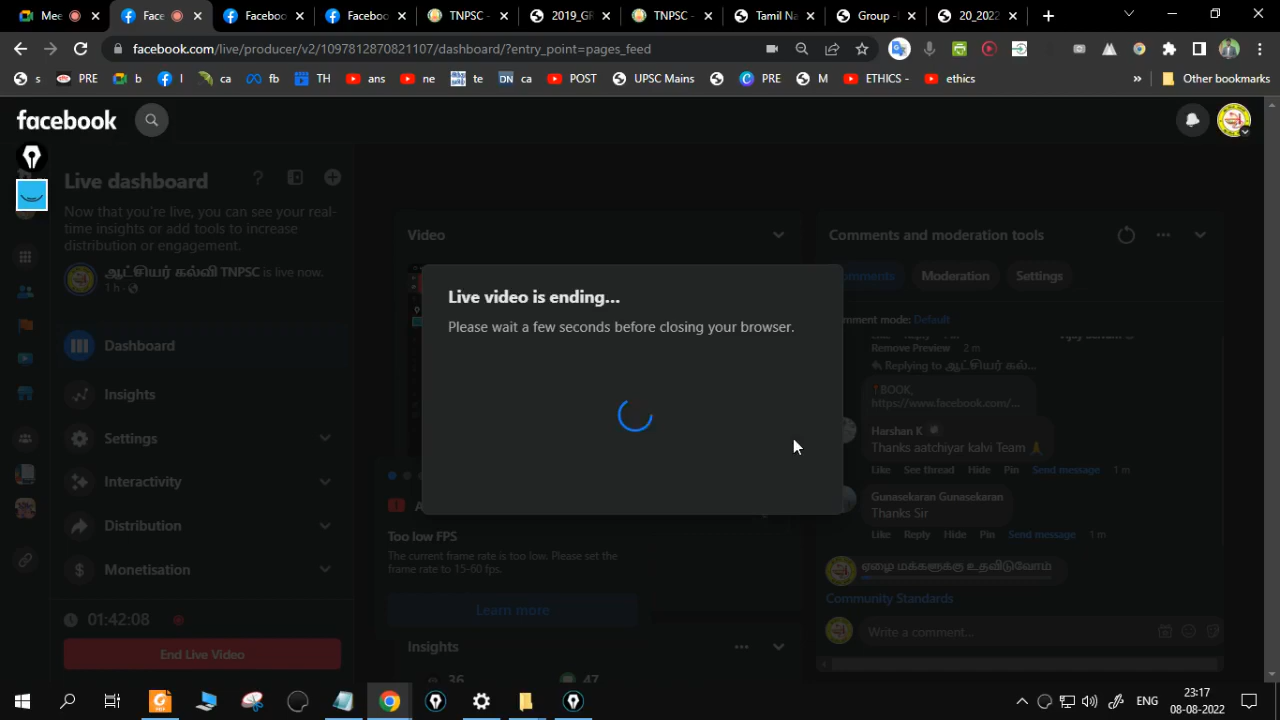 Mee
Face
Faceboo
Faceboo
TNPSC -
2019_GR
TNPSC -
Tamil Na
Group -I
20_2022
facebook.com/live/producer/v2/1097812870821107/dashboard/?entry_point=pages_feed
s
PRE
b
f
ca
fb
TH
ans
ne
te
ca
POST
UPSC Mains
PRE
M
ETHICS -
ethics
»
Other bookmarks
facebook
Live dashboard
Now that you're live, you can see your real-
time insights or add tools to increase
distribution or engagement.
ஆட்சியர் கல்வி TNPSC is live now.
1 h
Dashboard
Insights
Settings
Interactivity
Distribution
Monetisation
01:42:08
End Live Video
Video
Live video is ending...
Please wait a few seconds before closing your browser.
Too low FPS
The current frame rate is too low. Please set the
frame rate to 15-60 fps.
Learn more
Insights
36
47
Comments and moderation tools
omments
Moderation
Settings
mment mode: Default
Remove Preview 2 m
Replying to ஆட்சியர் கல்...
BOOK,
https://www.facebook.com/...
Harshan K
Thanks aatchiyar kalvi Team
Like See thread Hide Pin Send message 1 m
Gunasekaran Gunasekaran
Thanks Sir
Like Reply Hide Pin Send message 1 m
ஏழை மக்களுக்கு உதவிடுவோம்
Community Standards
Write a comment...
ENG
23:17
08-08-2022